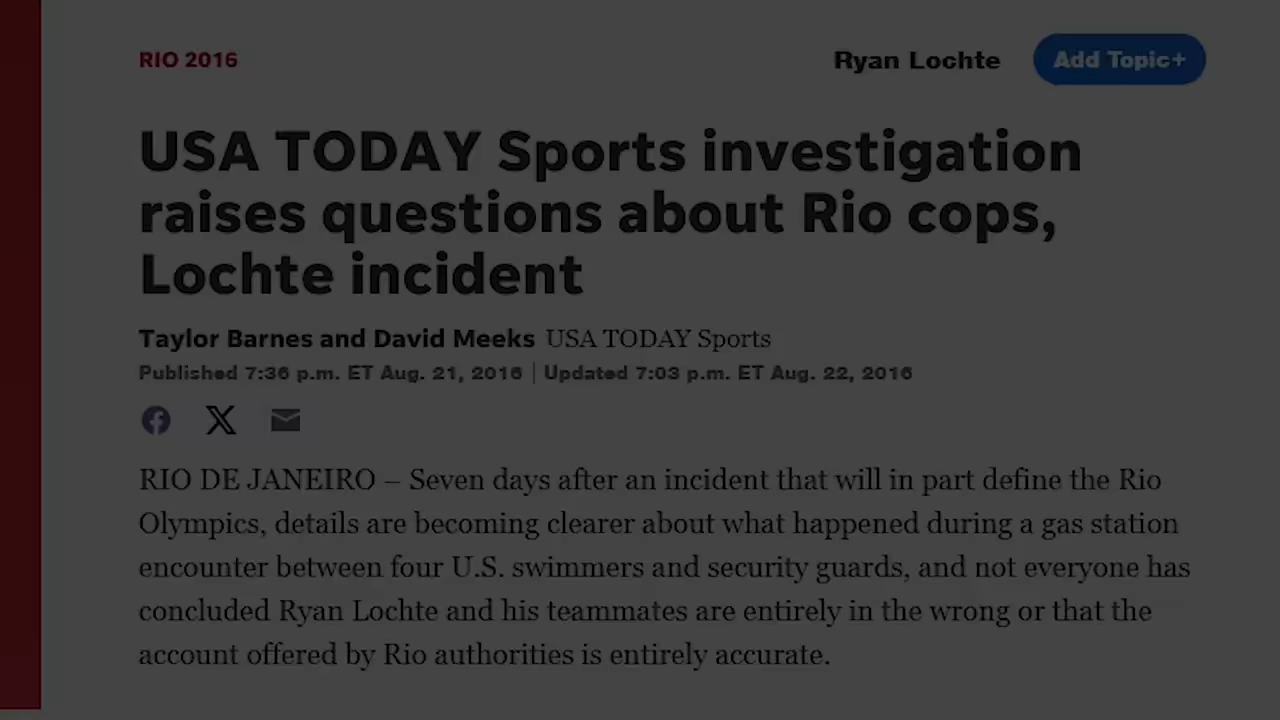 RIO 2016
Ryan Lochte
Add Topic+
USA TODAY Sports investigation
raises questions about Rio cops,
Lochte incident
Taylor Barnes and David Meeks USA TODAY Sports
Published 7:36 p.m. ET Aug. 21, 2016 | Updated 7:03 p.m. ET Aug. 22, 2016
RIO DE JANEIRO – Seven days after an incident that will in part define the Rio
Olympics, details are becoming clearer about what happened during a gas station
encounter between four U.S. swimmers and security guards, and not everyone has
concluded Ryan Lochte and his teammates are entirely in the wrong or that the
account offered by Rio authorities is entirely accurate.